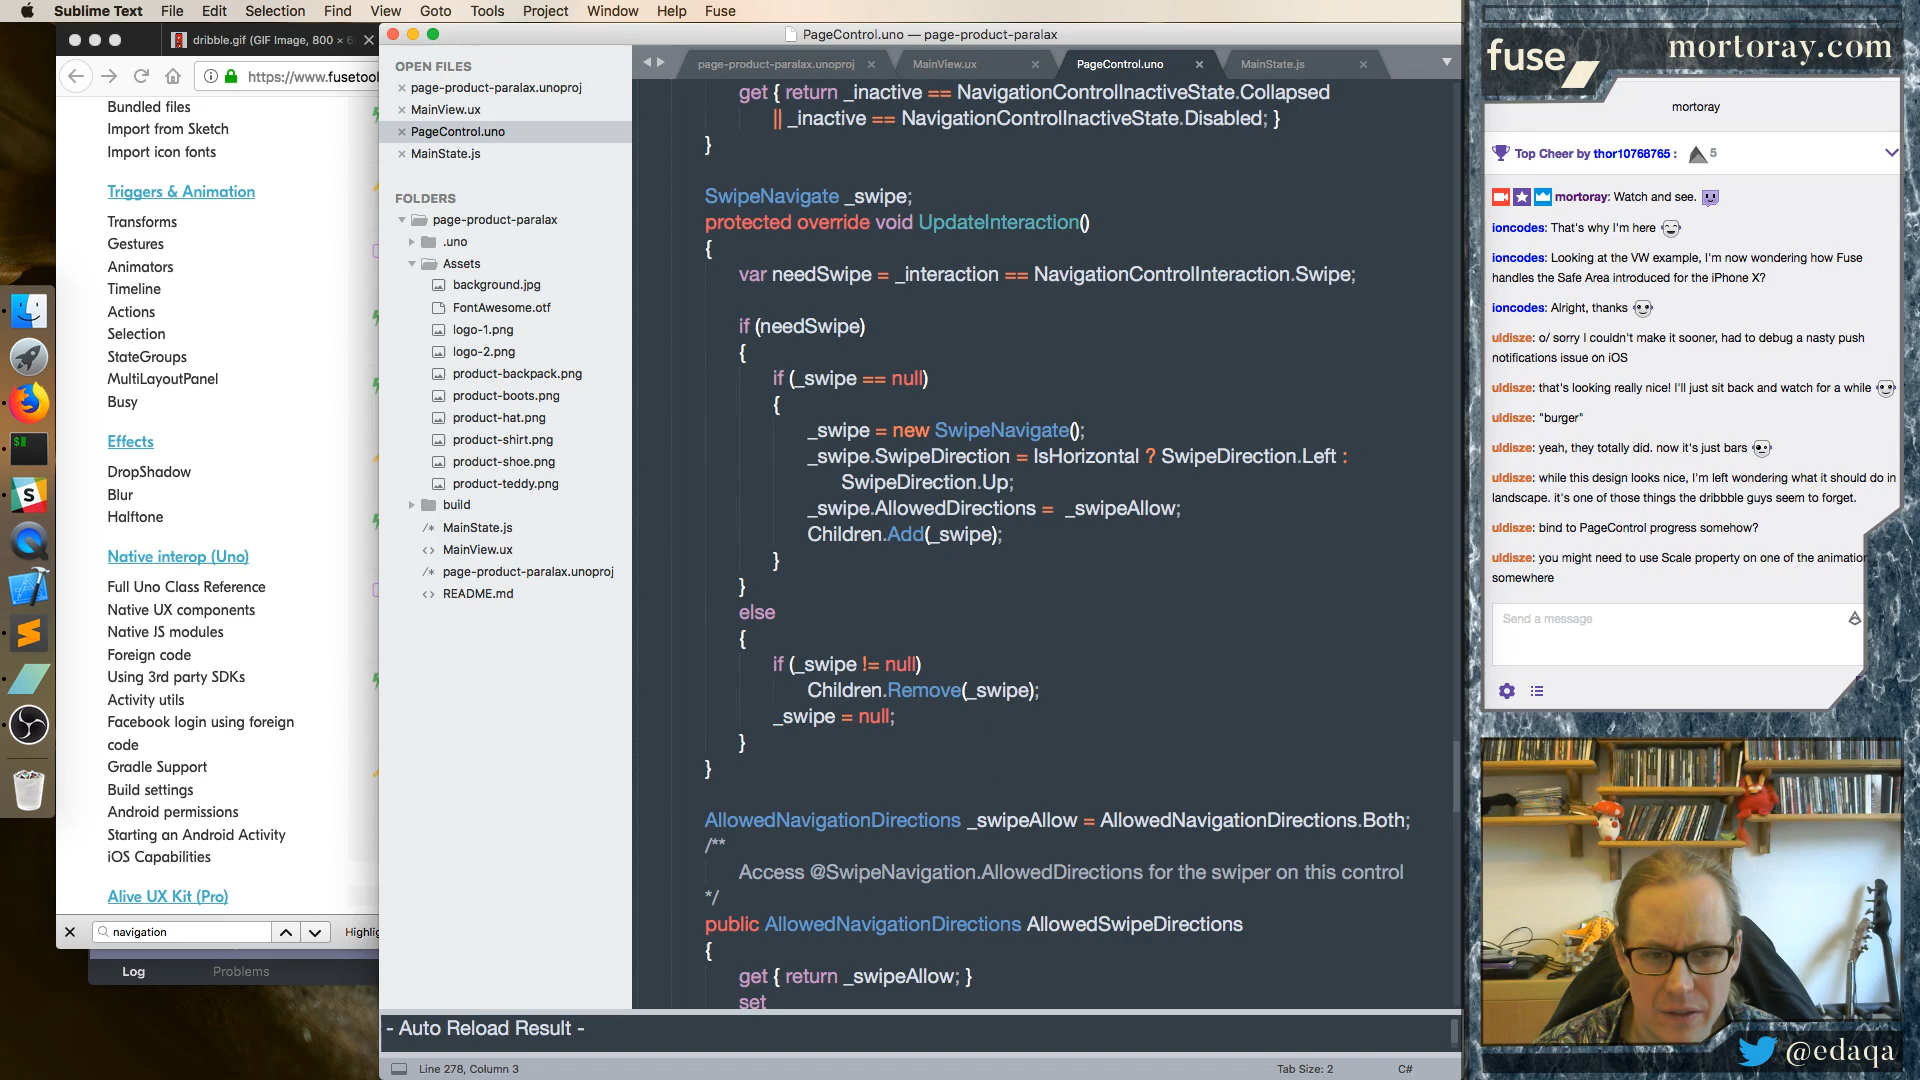 Sublime Text File Edit Selection Find View Goto Tools Project Window Help Fuse
dribble.gif (GIF Image, 800 × 6
https://www.fusetool
Bundled files
Import from Sketch
Import icon fonts
Triggers & Animation
Transforms
Gestures
Animators
Timeline
Actions
Selection
StateGroups
MultiLayoutPanel
Busy
Effects
DropShadow
Blur
Halftone
Native interop (Uno)
Full Uno Class Reference
Native UX components
Native JS modules
Foreign code
Using 3rd party SDKs
Activity utils
Facebook login using foreign
code
Gradle Support
Build settings
Android permissions
Starting an Android Activity
iOS Capabilities
Alive UX Kit (Pro)
navigation
Highlig
Log Problems
PageControl.uno — page-product-paralax
OPEN FILES
page-product-paralax.unoproj
MainView.ux
PageControl.uno
MainState.js
FOLDERS
page-product-paralax
.uno
Assets
background.jpg
FontAwesome.otf
logo-1.png
logo-2.png
product-backpack.png
product-boots.png
product-hat.png
product-shirt.png
product-shoe.png
product-teddy.png
build
MainState.js
MainView.ux
page-product-paralax.unoproj
README.md
page-product-paralax.unoproj MainView.ux PageControl.uno MainState.js
get { return _inactive == NavigationControlInactiveState.Collapsed
|| _inactive == NavigationControlInactiveState.Disabled; }
}
SwipeNavigate _swipe;
protected override void UpdateInteraction()
{
var needSwipe = _interaction == NavigationControlInteraction.Swipe;
if (needSwipe)
{
if (_swipe == null)
{
_swipe = new SwipeNavigate();
_swipe.SwipeDirection = IsHorizontal ? SwipeDirection.Left :
SwipeDirection.Up;
_swipe.AllowedDirections =  _swipeAllow;
Children.Add(_swipe);
}
}
else
{
if (_swipe != null)
Children.Remove(_swipe);
_swipe = null;
}
}
AllowedNavigationDirections _swipeAllow = AllowedNavigationDirections.Both;
/**
Access @SwipeNavigation.AllowedDirections for the swiper on this control
*/
public AllowedNavigationDirections AllowedSwipeDirections
{
get { return _swipeAllow; }
set
- Auto Reload Result -
Line 278, Column 3
Tab Size: 2
C#
fuse
mortoray.com
mortoray
Top Cheer by thor10768765 : 5
mortoray: Watch and see.
ioncodes: That's why I'm here
ioncodes: Looking at the VW example, I'm now wondering how Fuse
handles the Safe Area introduced for the iPhone X?
ioncodes: Alright, thanks
uldisze: o/ sorry I couldn't make it sooner, had to debug a nasty push
notifications issue on iOS
uldisze: that's looking really nice! I'll just sit back and watch for a while
uldisze: "burger"
uldisze: yeah, they totally did. now it's just bars
uldisze: while this design looks nice, I'm left wondering what it should do in
landscape. it's one of those things the dribbble guys seem to forget.
uldisze: bind to PageControl progress somehow?
uldisze: you might need to use Scale property on one of the animation
somewhere
Send a message
@edaqa